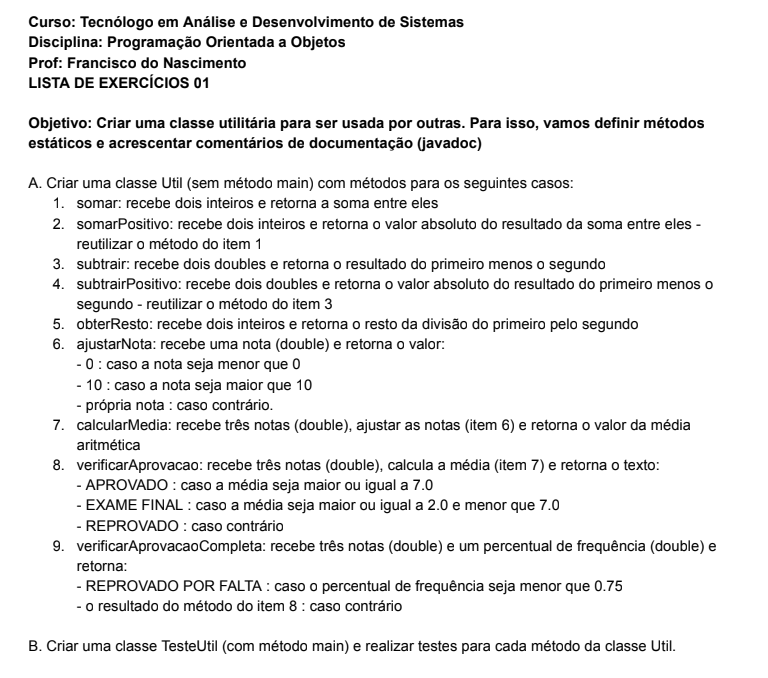 Curso: Tecnólogo em Análise e Desenvolvimento de Sistemas
Disciplina: Programação Orientada a Objetos
Prof: Francisco do Nascimento
LISTA DE EXERCÍCIOS 01
Objetivo: Criar uma classe utilitária para ser usada por outras. Para isso, vamos definir métodos
estáticos e acrescentar comentários de documentação (javadoc)
A. Criar uma classe Util (sem método main) com métodos para os seguintes casos:
1. somar: recebe dois inteiros e retorna a soma entre eles
2. somarPositivo: recebe dois inteiros e retorna o valor absoluto do resultado da soma entre eles -
reutilizar o método do item 1
3. subtrair: recebe dois doubles e retorna o resultado do primeiro menos o segundo
4. subtrairPositivo: recebe dois doubles e retorna o valor absoluto do resultado do primeiro menos o
segundo - reutilizar o método do item 3
5. obterResto: recebe dois inteiros e retorna o resto da divisão do primeiro pelo segundo
6. ajustarNota: recebe uma nota (double) e retorna o valor:
- 0 : caso a nota seja menor que 0
- 10 : caso a nota seja maior que 10
- própria nota : caso contrário.
7. calcularMedia: recebe três notas (double), ajustar as notas (item 6) e retorna o valor da média
aritmética
8. verificarAprovacao: recebe três notas (double), calcula a média (item 7) e retorna o texto:
- APROVADO : caso a média seja maior ou igual a 7.0
- EXAME FINAL : caso a média seja maior ou igual a 2.0 e menor que 7.0
- REPROVADO : caso contrário
9. verificarAprovacaoCompleta: recebe três notas (double) e um percentual de frequência (double) e
retorna:
- REPROVADO POR FALTA : caso o percentual de frequência seja menor que 0.75
- o resultado do método do item 8 : caso contrário
B. Criar uma classe TesteUtil (com método main) e realizar testes para cada método da classe Util.